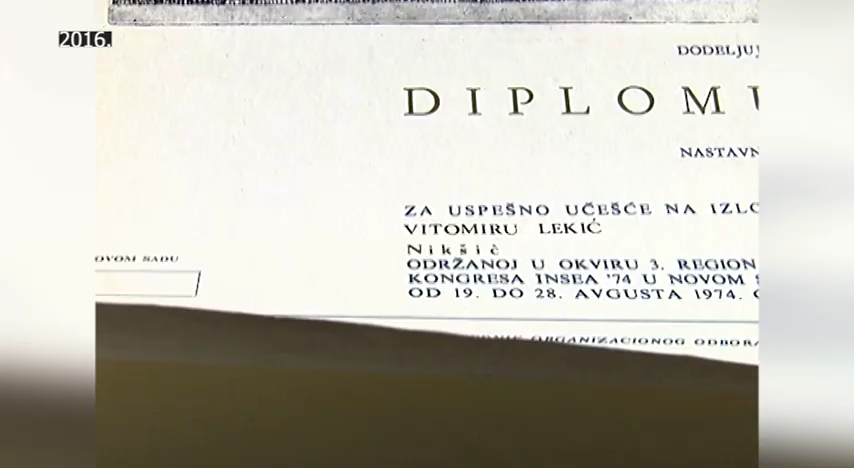 2016.
DODELJUJ
DIPLOMU
NASTAVN
ZA USPEŠNO UČEŠĆE NA IZLO
VITOMIRU LEKIĆ
Nikšić
OVOM SADU
ODRŽANOJ U OKVIRU 3. REGION
KONGRESA INSEA '74 U NOVOM
OD 19. DO 28. AVGUSTA 1974.
ORGANIZACIONOG ODBORA